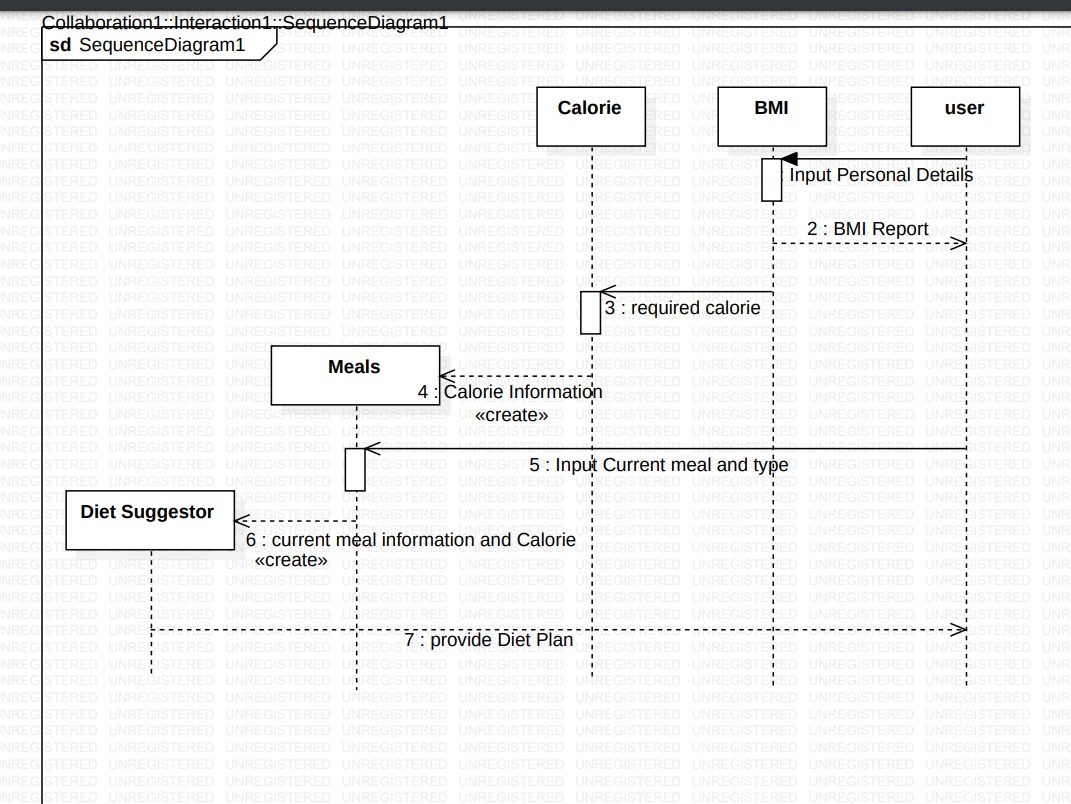 Collaboration1::Interaction1::SequenceDiagram1
sd SequenceDiagram1
Calorie
BMI
user
Input Personal Details
2 : BMI Report
3 : required calorie
Meals
4 : Calorie Information
«create»
5 : Input Current meal and type
Diet Suggestor
6 : current meal information and Calorie
«create»
7 : provide Diet Plan
UNREGISTERED